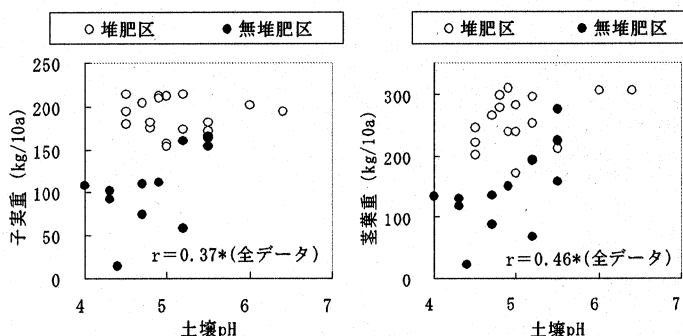 ○ 堆肥区 ● 無堆肥区
子実重 (kg/10a)
250
200
150
100
50
0
r=0.37*(全データ)
4 5 6 7
土壌pH
○ 堆肥区 ● 無堆肥区
茎葉重 (kg/10a)
300
200
100
0
r=0.46*(全データ)
4 5 6 7
土壌pH